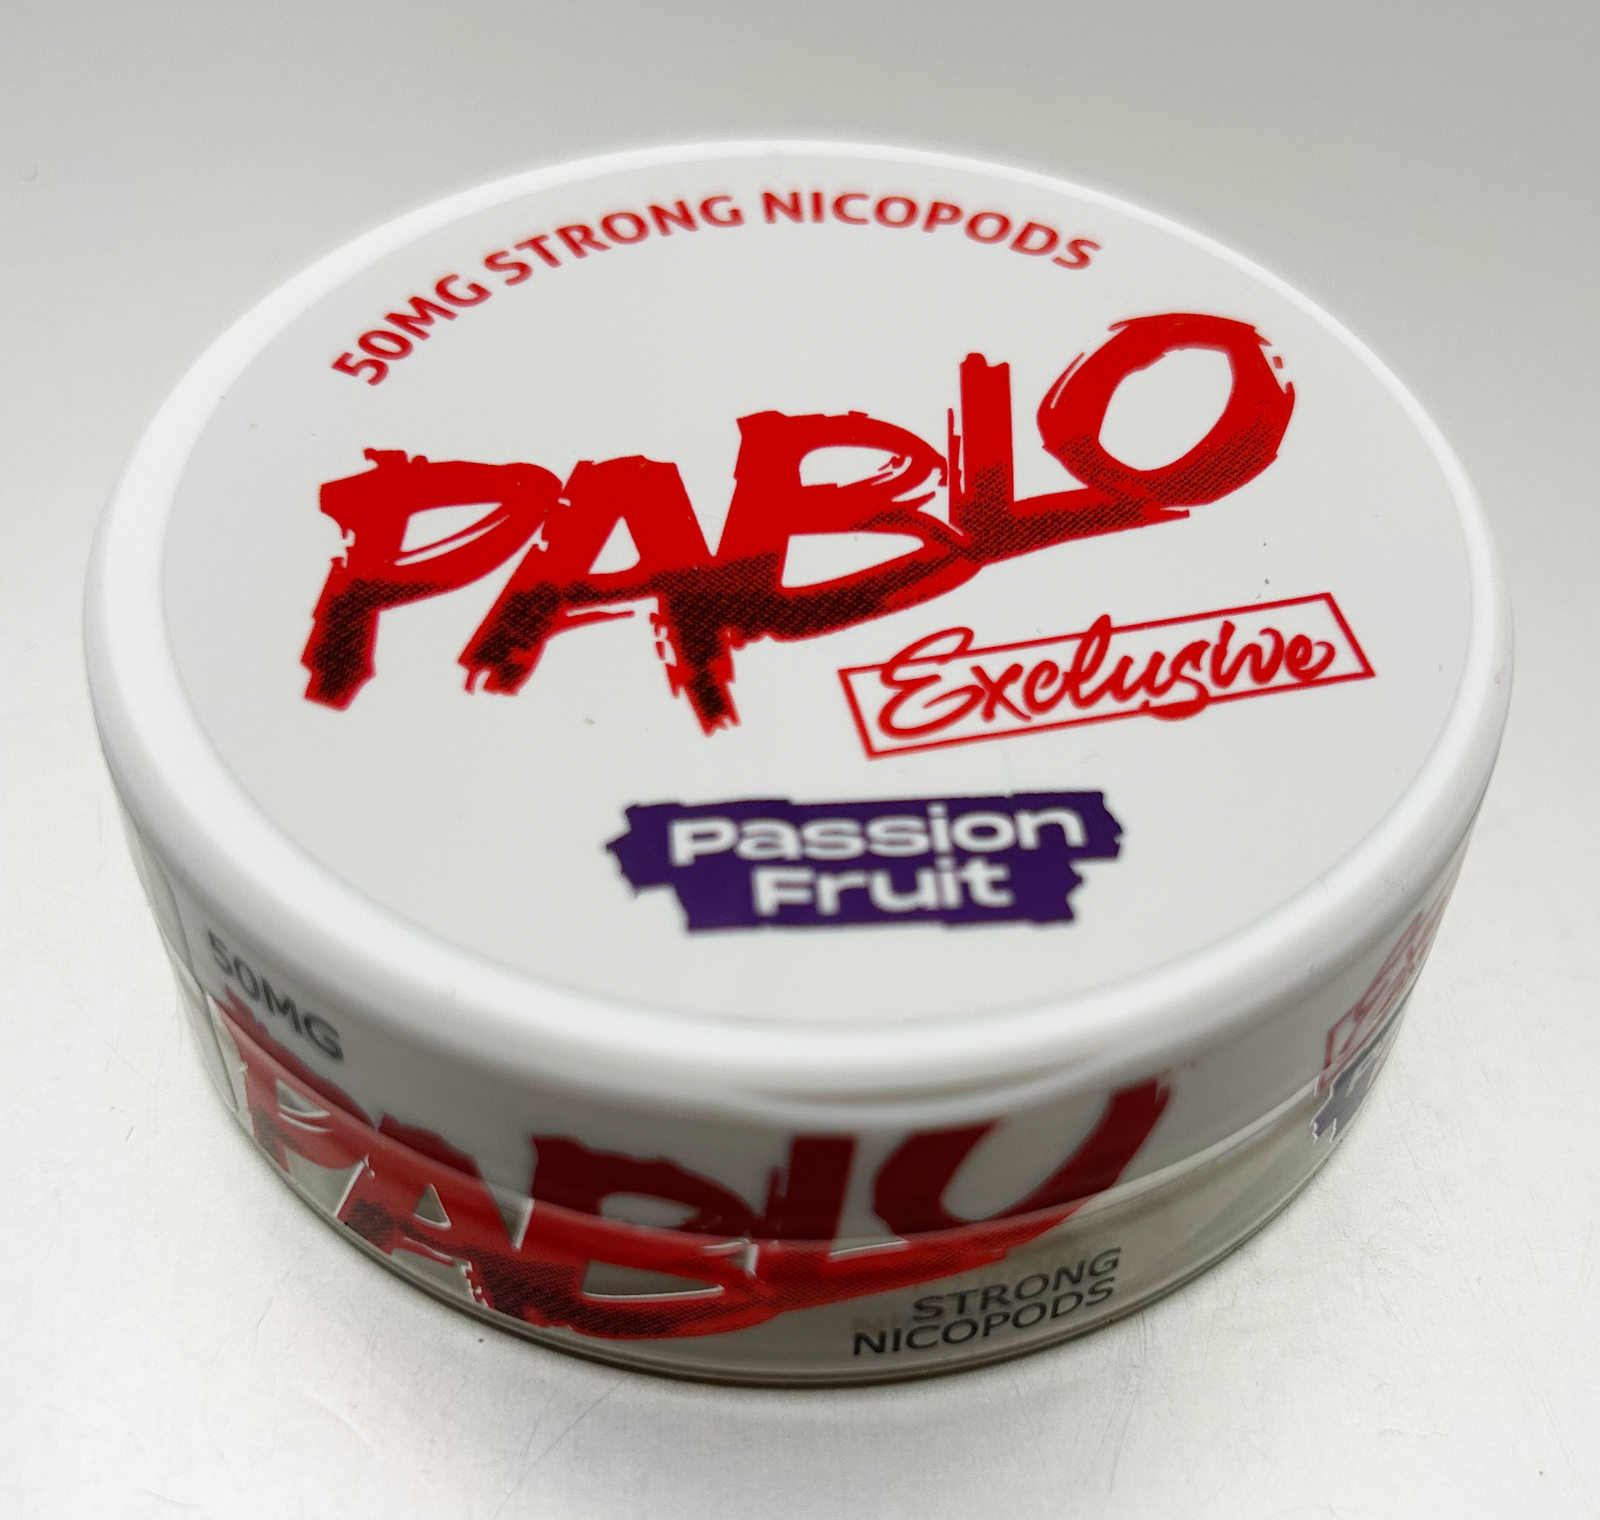 50MG STRONG NICOPODS
PABLO
Exclusive
Passion
Fruit
50MG
PABLO
STRONG
NICOPODS